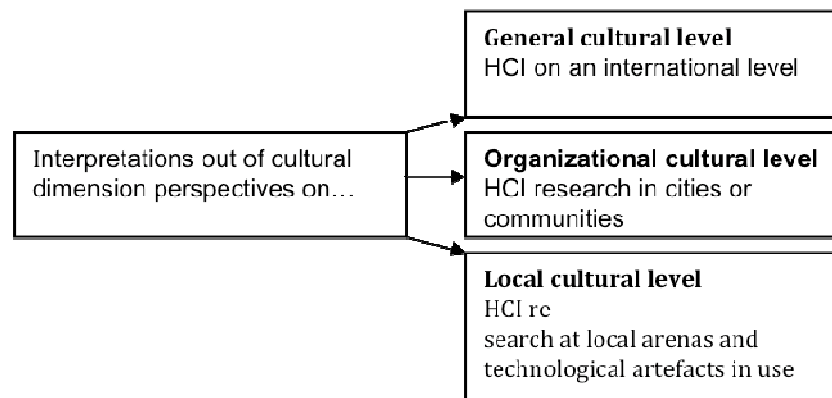 Interpretations out of cultural
dimension perspectives on…
General cultural level
HCI on an international level
Organizational cultural level
HCI research in cities or
communities
Local cultural level
HCI re
search at local arenas and
technological artefacts in use